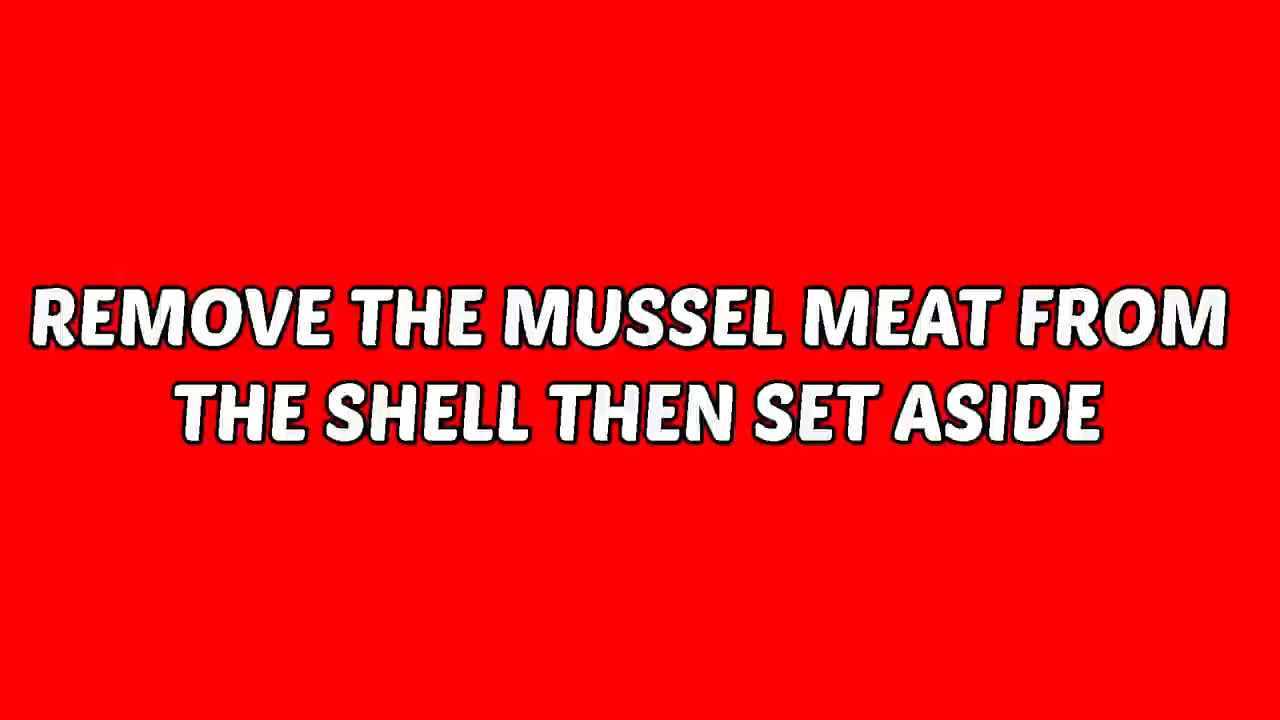 REMOVE THE MUSSEL MEAT FROM
THE SHELL THEN SET ASIDE